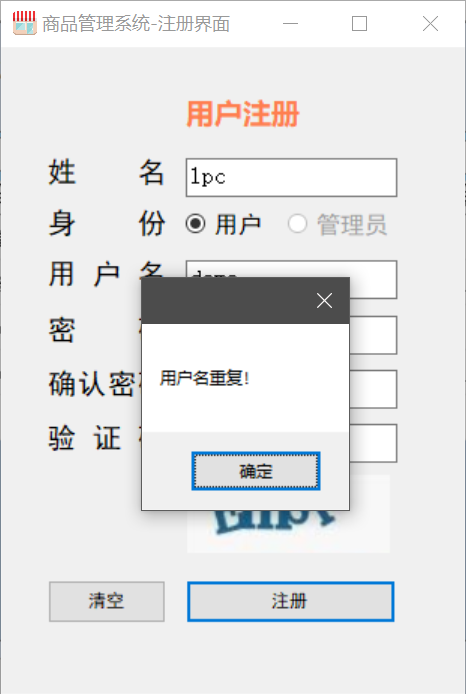 商品管理系统-注册界面
用户注册
姓 名 lpc
身 份 用户 管理员
用 户 名
密
确认密
验 证
用户名重复!
确定
清空 注册